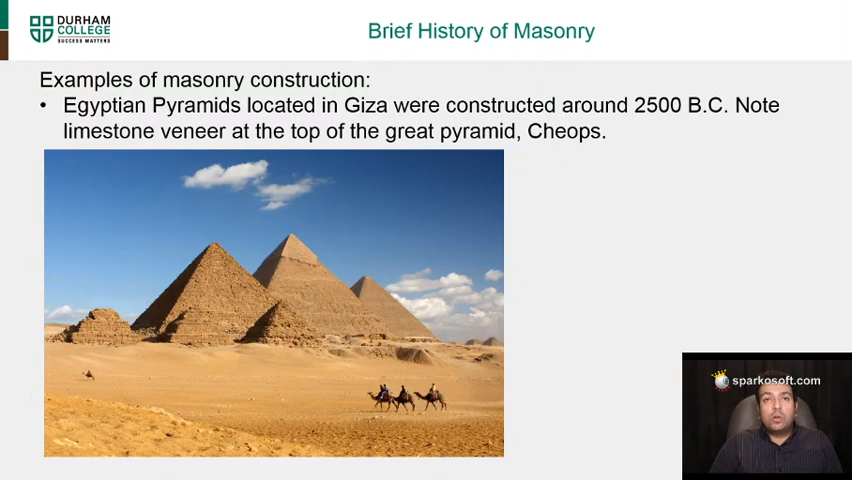 DURHAM
COLLEGE
SUCCESS MATTERS
Brief History of Masonry
Examples of masonry construction:
• Egyptian Pyramids located in Giza were constructed around 2500 B.C. Note
limestone veneer at the top of the great pyramid, Cheops.
sparkosoft.com